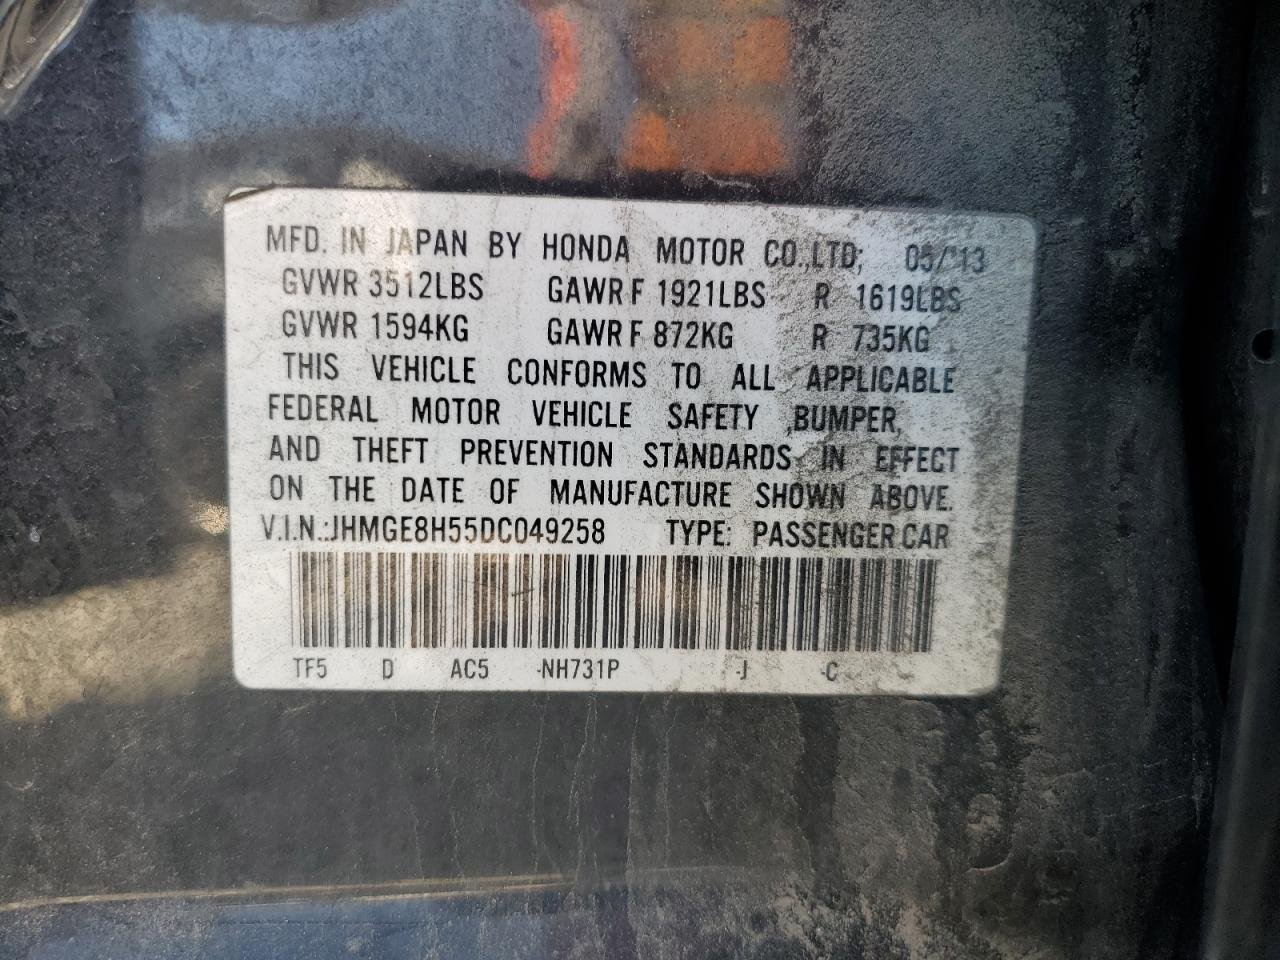 MFD. IN JAPAN BY HONDA MOTOR CO.,LTD; 05/'13
GVWR 3512LBS GAWR F 1921LBS R 1619LBS
GVWR 1594KG GAWR F 872KG R 735KG
THIS VEHICLE CONFORMS TO ALL APPLICABLE
FEDERAL MOTOR VEHICLE SAFETY ,BUMPER,
AND THEFT PREVENTION STANDARDS IN EFFECT
ON THE DATE OF MANUFACTURE SHOWN ABOVE.
V.I.N.:JHMGE8H55DC049258 TYPE: PASSENGER CAR
TF5 D AC5 -NH731P -J -C -